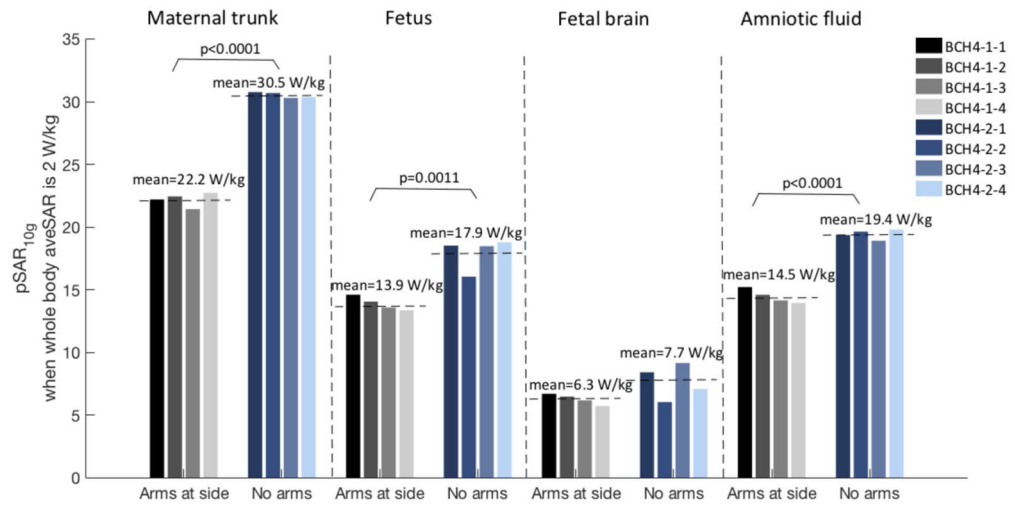 Maternal trunk Fetus Fetal brain Amniotic fluid
35
30
25
20
15
10
5
0
pSAR10g
when whole body aveSAR is 2 W/kg
p<0.0001
mean=30.5 W/kg
mean=22.2 W/kg
p=0.0011
mean=17.9 W/kg
mean=13.9 W/kg
mean=7.7 W/kg
mean=6.3 W/kg
p<0.0001
mean=19.4 W/kg
mean=14.5 W/kg
BCH4-1-1
BCH4-1-2
BCH4-1-3
BCH4-1-4
BCH4-2-1
BCH4-2-2
BCH4-2-3
BCH4-2-4
Arms at side No arms Arms at side No arms Arms at side No arms Arms at side No arms